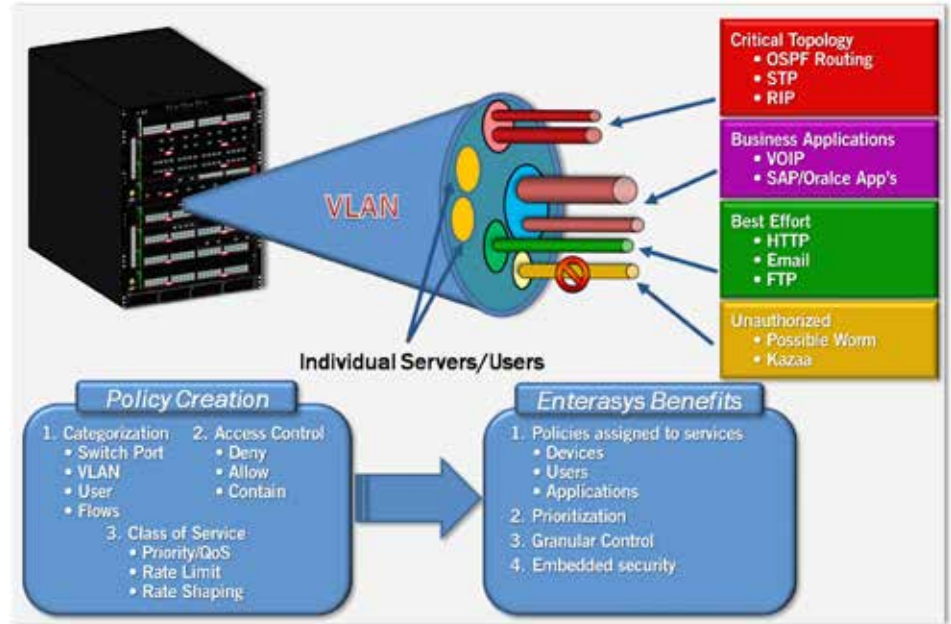 Critical Topology
• OSPF Routing
• STP
• RIP
Business Applications
• VOIP
• SAP/Oralce App's
Best Effort
• HTTP
• Email
• FTP
Unauthorized
• Possible Worm
• Kazaa
VLAN
Individual Servers/Users
Policy Creation
1. Categorization
• Switch Port
• VLAN
• User
• Flows
2. Access Control
• Deny
• Allow
• Contain
3. Class of Service
• Priority/QoS
• Rate Limit
• Rate Shaping
Enterasys Benefits
1. Policies assigned to services
• Devices
• Users
• Applications
2. Prioritization
3. Granular Control
4. Embedded security